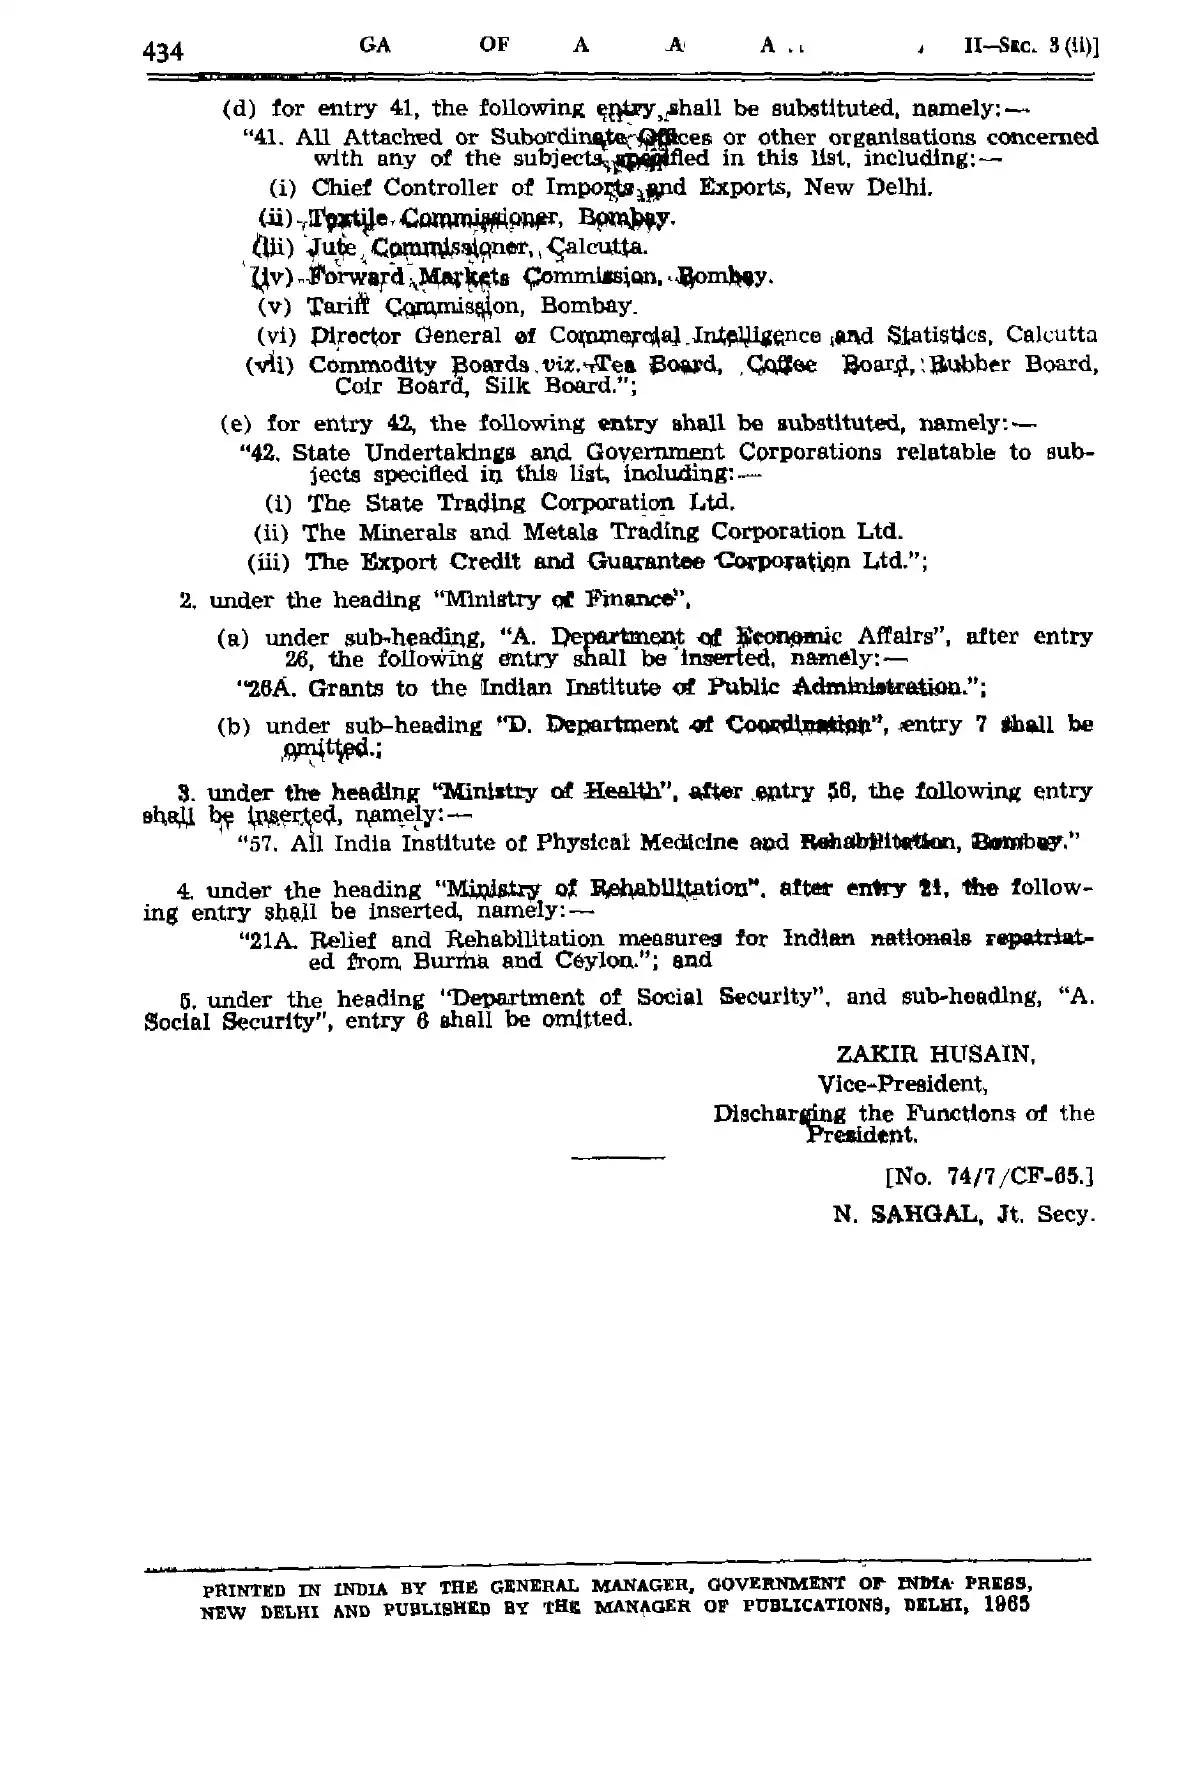 434 GA OF A A A II—SEC. 3 (ii)]
(d) for entry 41, the following entry shall be substituted, namely:—
"41. All Attached or Subordinate Offices or other organisations concerned
with any of the subjects specified in this list, including:—
(i) Chief Controller of Imports and Exports, New Delhi.
(ii) Textile Commissioner, Bombay.
(iii) Jute Commissioner, Calcutta.
(iv) Forward Markets Commission, Bombay.
(v) Tariff Commission, Bombay.
(vi) Director General of Commercial Intelligence and Statistics, Calcutta
(vii) Commodity Boards viz. Tea Board, Coffee Board, Rubber Board,
Coir Board, Silk Board.";
(e) for entry 42, the following entry shall be substituted, namely:—
"42. State Undertakings and Government Corporations relatable to sub-
jects specified in this list, including:—
(i) The State Trading Corporation Ltd.
(ii) The Minerals and Metals Trading Corporation Ltd.
(iii) The Export Credit and Guarantee Corporation Ltd.";
2. under the heading "Ministry of Finance",
(a) under sub-heading, "A. Department of Economic Affairs", after entry
26, the following entry shall be inserted, namely:—
"26A. Grants to the Indian Institute of Public Administration.";
(b) under sub-heading "D. Department of Coordination", entry 7 shall be
omitted.;
3. under the heading "Ministry of Health", after entry 56, the following entry
shall be inserted, namely:—
"57. All India Institute of Physical Medicine and Rehabilitation, Bombay."
4. under the heading "Ministry of Rehabilitation", after entry 21, the follow-
ing entry shall be inserted, namely:—
"21A. Relief and Rehabilitation measures for Indian nationals repatriat-
ed from Burma and Ceylon."; and
5. under the heading "Department of Social Security", and sub-heading, "A.
Social Security", entry 6 shall be omitted.
ZAKIR HUSAIN,
Vice-President,
Discharging the Functions of the
President.
[No. 74/7/CF-65.]
N. SAHGAL, Jt. Secy.
PRINTED IN INDIA BY THE GENERAL MANAGER, GOVERNMENT OF INDIA PRESS,
NEW DELHI AND PUBLISHED BY THE MANAGER OF PUBLICATIONS, DELHI, 1965